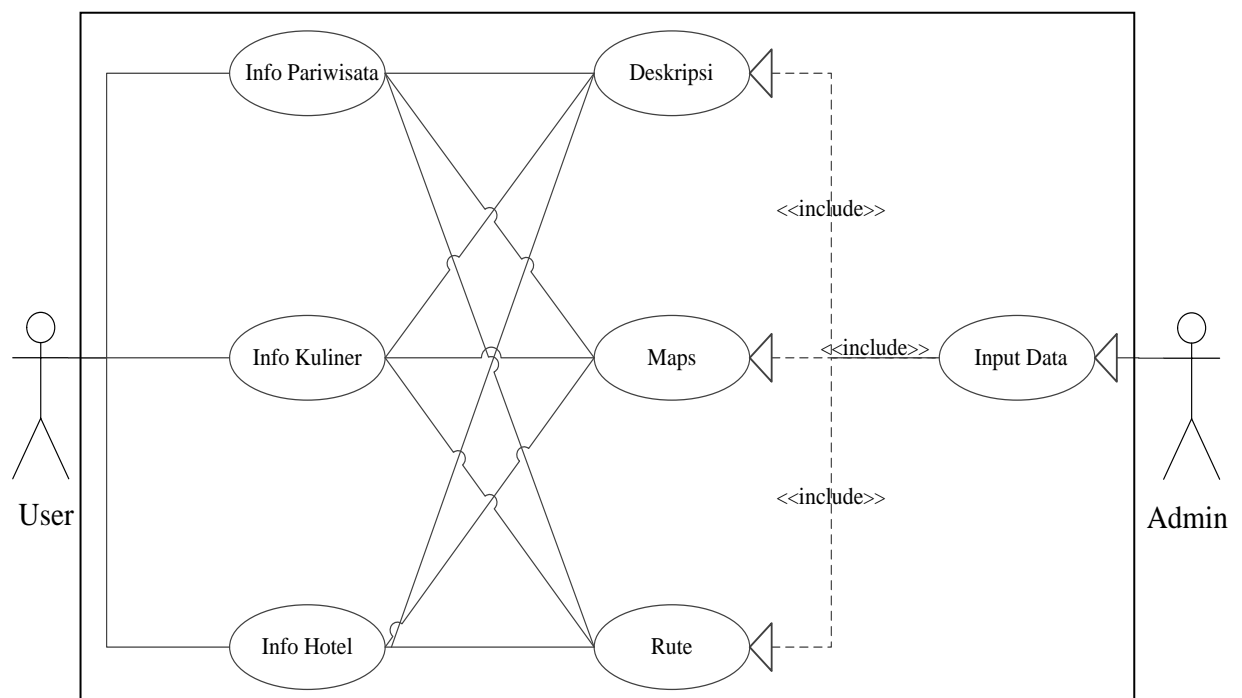 Info Pariwisata
Deskripsi
<<include>>
Info Kuliner
Maps
<<include>>
Input Data
<<include>>
User
Admin
Info Hotel
Rute